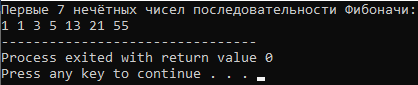 Первые 7 нечётных чисел последовательности Фибоначи:
1 1 3 5 13 21 55
--------------------------------
Process exited with return value 0
Press any key to continue . . .